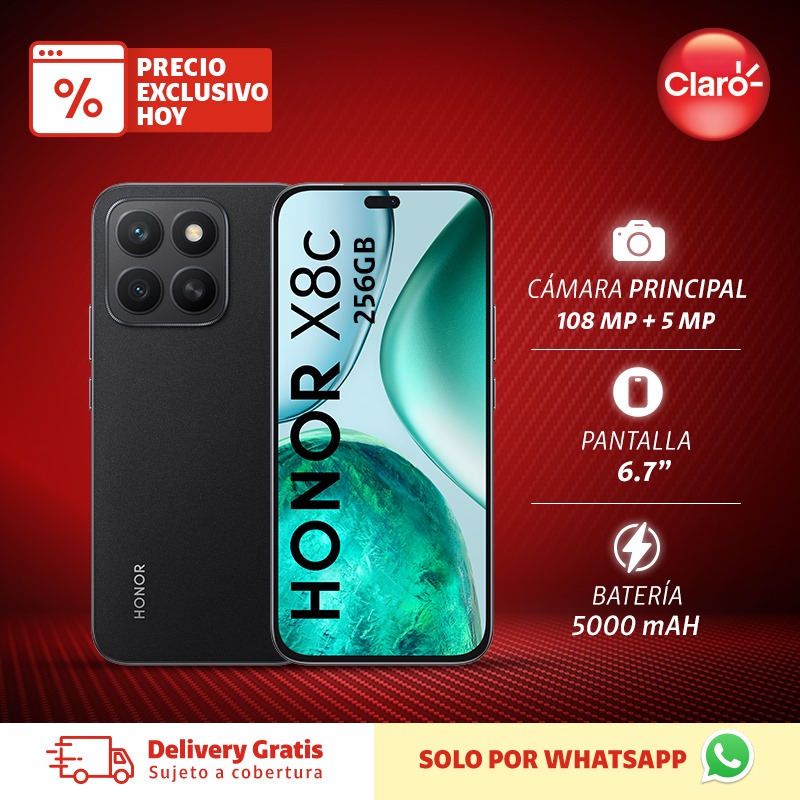 PRECIO
EXCLUSIVO
HOY
%
Claro
HONOR X8C
256GB
HONOR
CÁMARA PRINCIPAL
108 MP + 5 MP
PANTALLA
6.7”
BATERÍA
5000 mAH
Delivery Gratis
Sujeto a cobertura
SOLO POR WHATSAPP